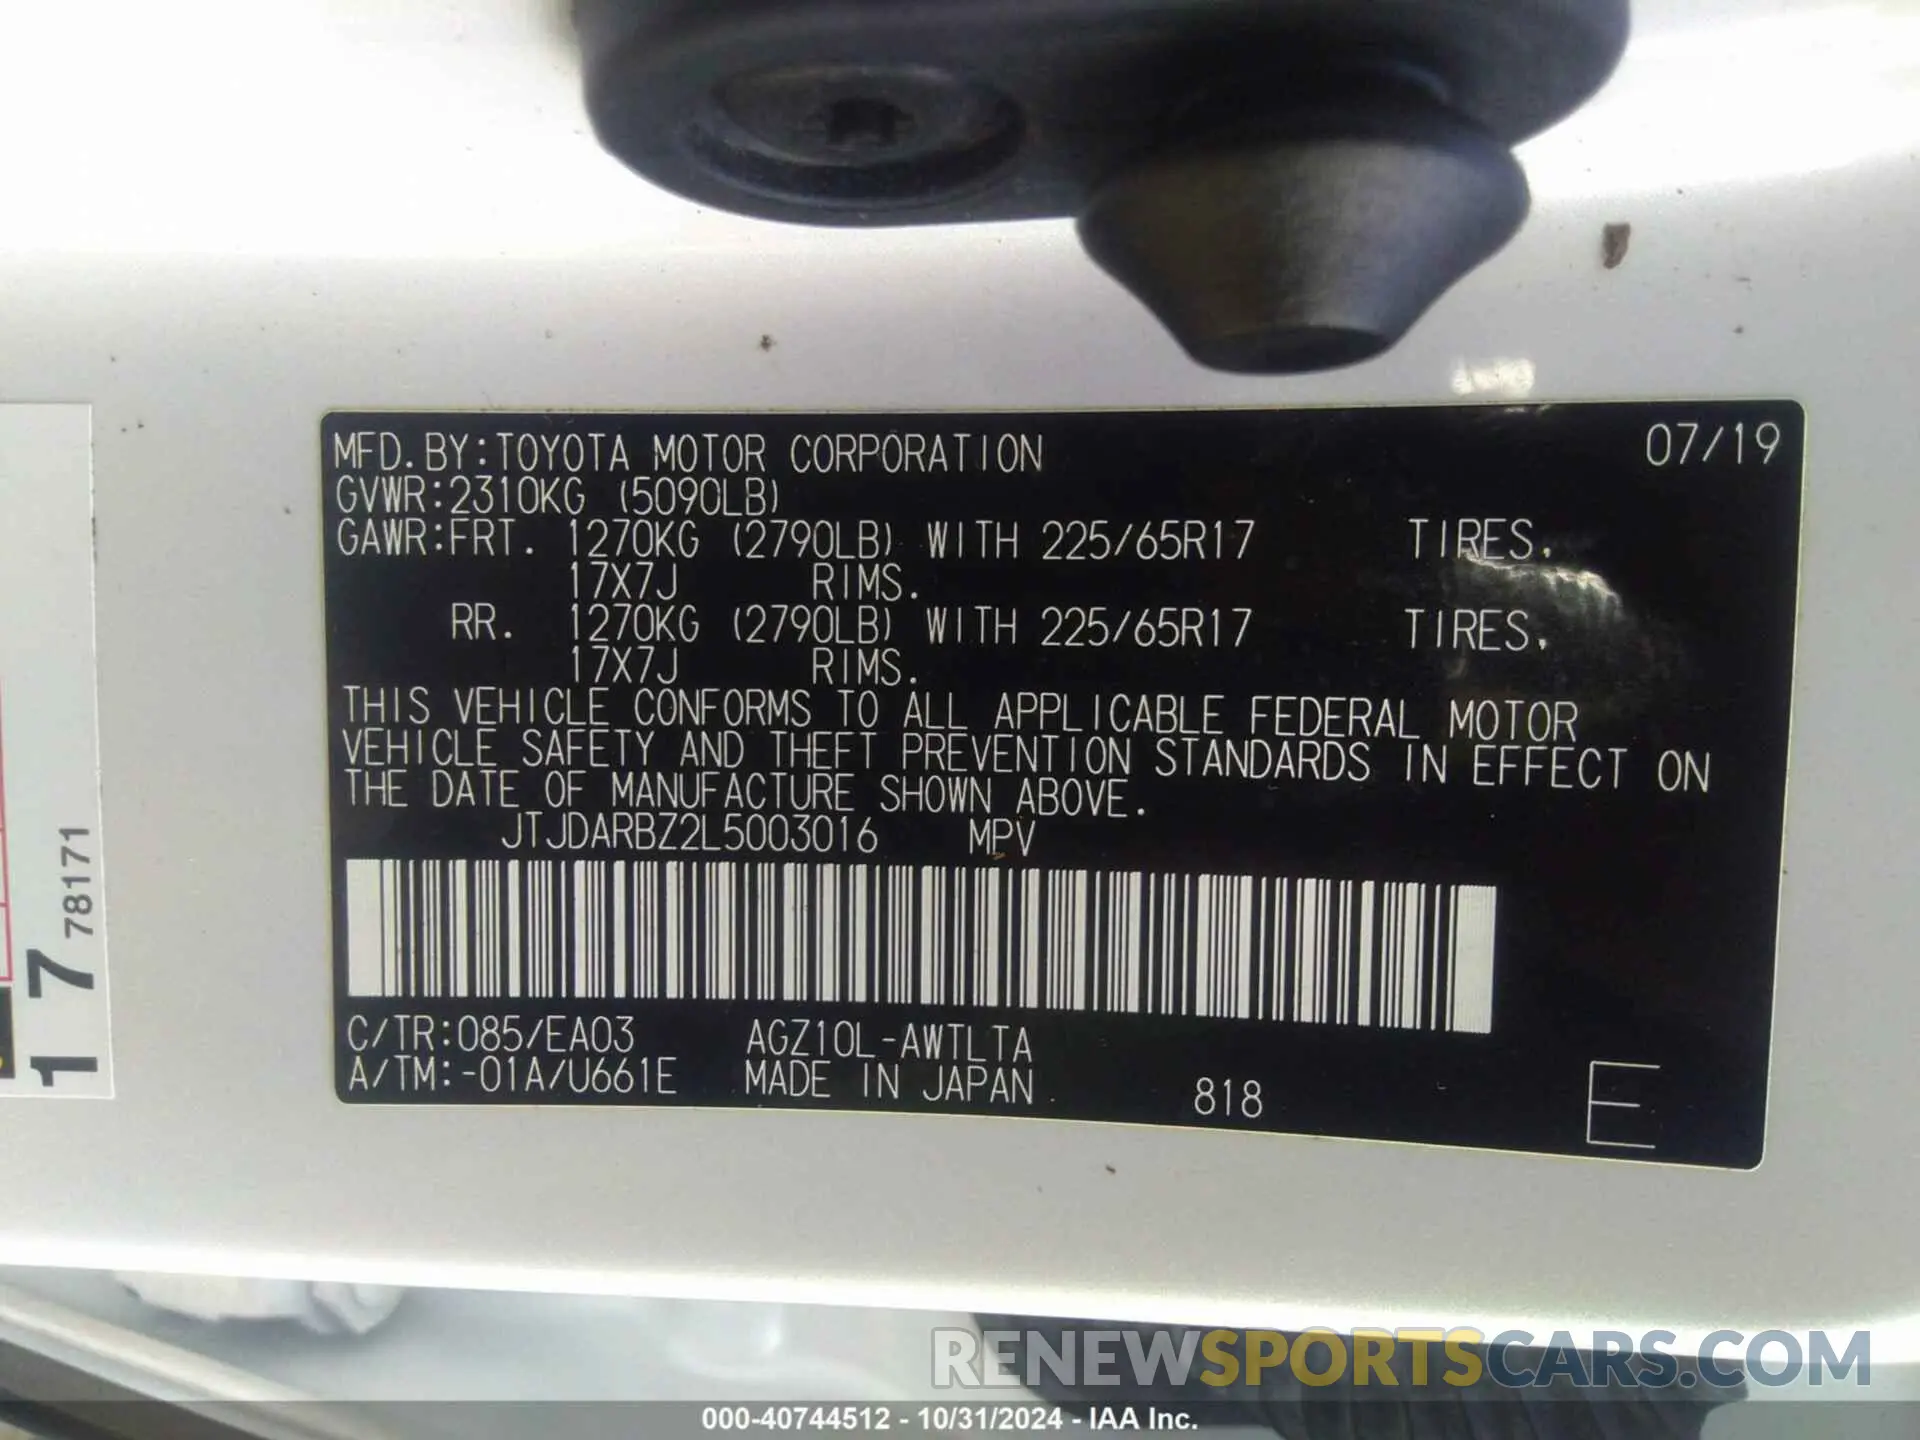 MFD.BY:TOYOTA MOTOR CORPORATION 07/19
GVWR:2310KG (5090LB)
GAWR:FRT. 1270KG (2790LB) WITH 225/65R17 TIRES,
17X7J RIMS.
RR. 1270KG (2790LB) WITH 225/65R17 TIRES,
17X7J RIMS.
THIS VEHICLE CONFORMS TO ALL APPLICABLE FEDERAL MOTOR
VEHICLE SAFETY AND THEFT PREVENTION STANDARDS IN EFFECT ON
THE DATE OF MANUFACTURE SHOWN ABOVE.
JTJDARBZ2L5003016 MPV
C/TR:085/EA03 AGZ10L-AWTLTA
A/TM:-01A/U661E MADE IN JAPAN 818 E
17
78171
RENEWSPORTSCARS.COM
000-40744512 - 10/31/2024 - IAA Inc.